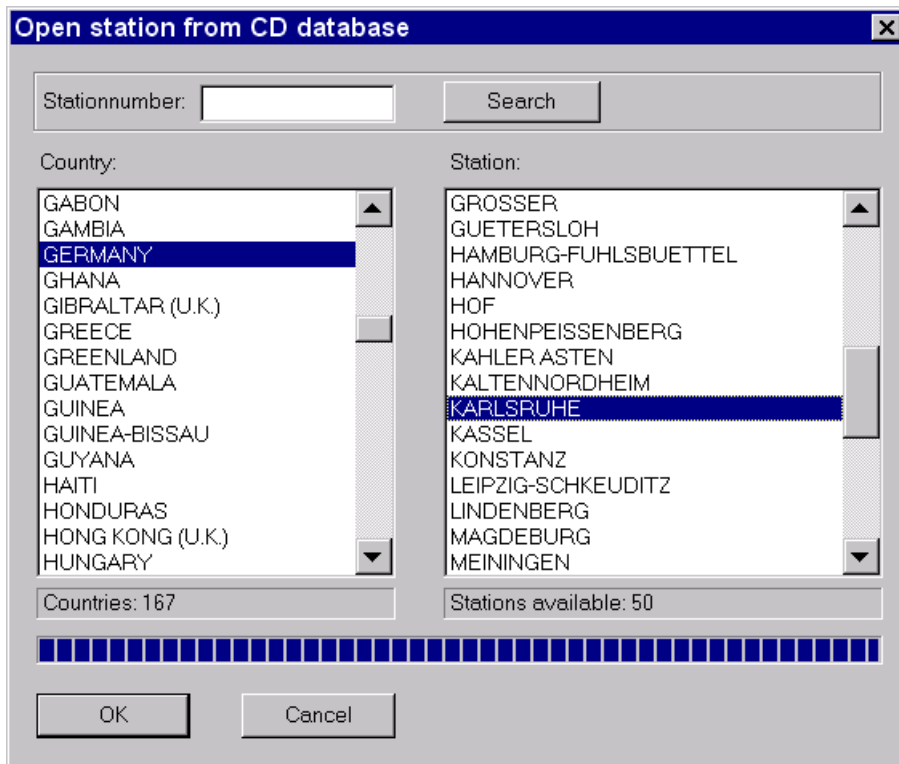 Open station from CD database
Stationnumber:
Search
Country:
GABON
GAMBIA
GERMANY
GHANA
GIBRALTAR (U.K.)
GREECE
GREENLAND
GUATEMALA
GUINEA
GUINEA-BISSAU
GUYANA
HAITI
HONDURAS
HONG KONG (U.K.)
HUNGARY
Countries: 167
Station:
GROSSER
GUETERSLOH
HAMBURG-FUHLSBUETTEL
HANNOVER
HOF
HOHENPEISSENBERG
KAHLER ASTEN
KALTENNORDHEIM
KARLSRUHE
KASSEL
KONSTANZ
LEIPZIG-SCHKEUDITZ
LINDENBERG
MAGDEBURG
MEININGEN
Stations available: 50
OK
Cancel